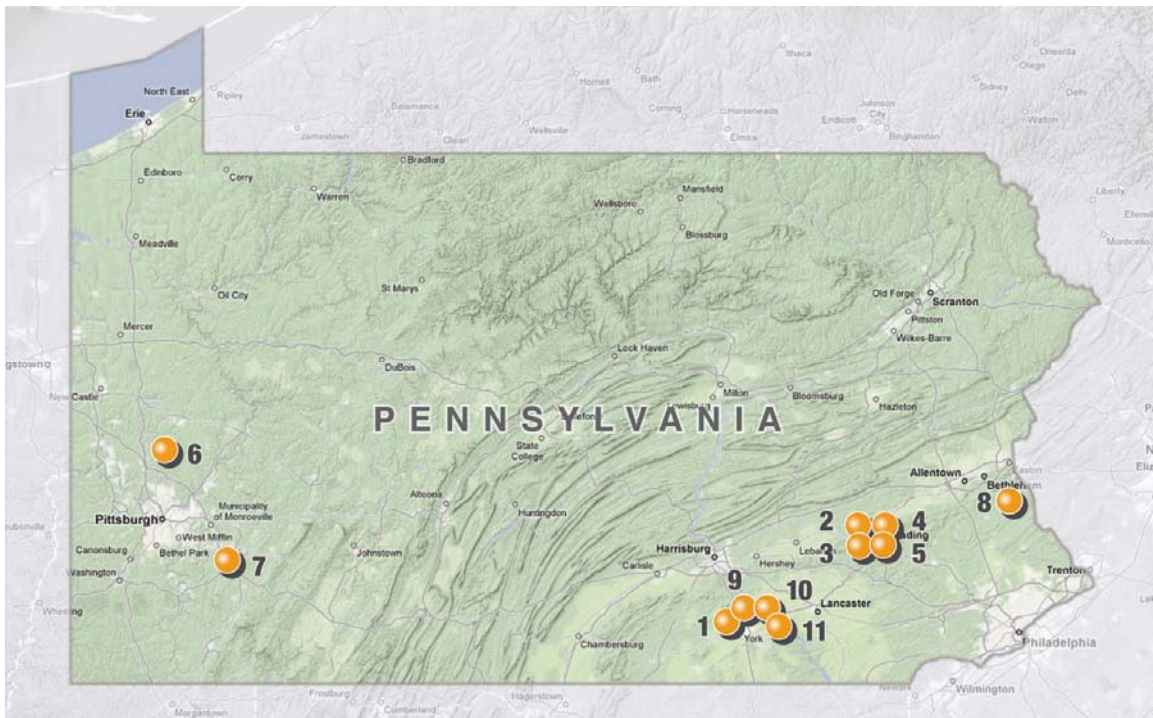 Ithaca
Oneonta
Otego
Hornell
Bath
Sidney
Delhi
North East
Ripley
Salamanca
Corning
Horseheads
Johnson
City
Walton
Erie
Jamestown
Olean
Wellsville
Elmira
Endicott
Binghamton
Bradford
Edinboro
Corry
Warren
Mansfield
Wellsboro
Liberty
Blossburg
Meadville
Monticello
Oil City
St Marys
Old Forge
Scranton
Pittston
Mercer
Wilkes-Barre
Lock Haven
DuBois
New Castle
Milton
Lewisburg
Bloomsburg
Hazleton
PENNSYLVANIA
State
College
6
Allentown
Easton
Bethlehem
8
Altoona
Huntingdon
Municipality
of Monroeville
Pittsburgh
2
4
West Mifflin
Bethel Park
Canonsburg
7
Johnstown
Harrisburg
Hershey
3
5
Washington
Carlisle
Trenton
9
10
Wheeling
Lancaster
1
York
11
Chambersburg
Philadelphia
Newark
Wilmington
Frostburg
Cumberland
Hagerstown
Morgantown